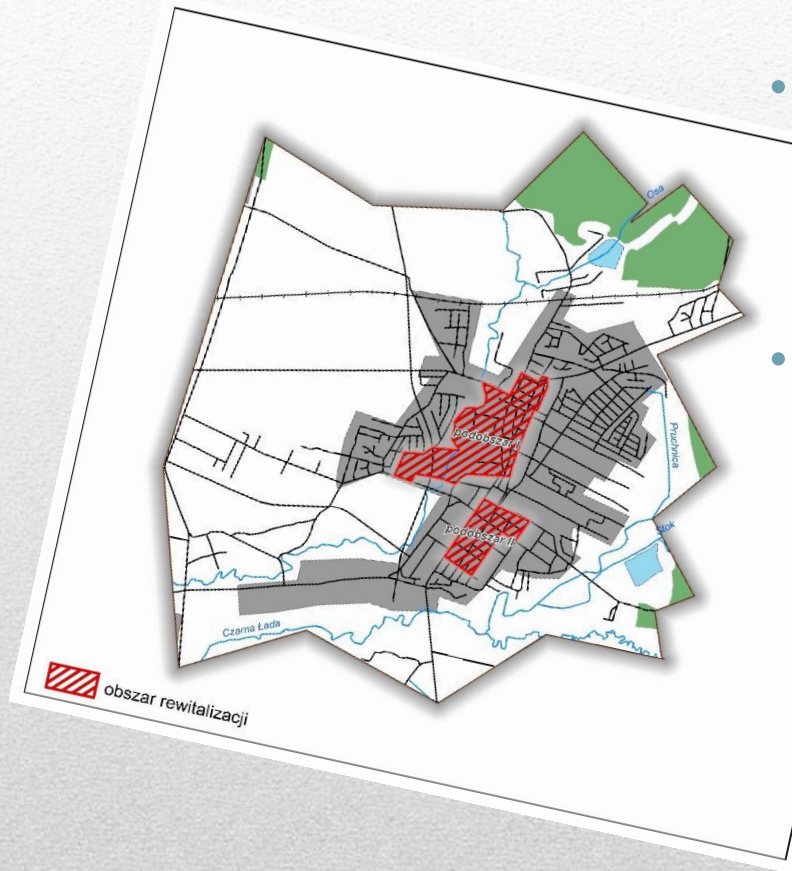 Osa
podobszar I
Pruchnica
podobszar II
Stok
Czarna Łada
obszar rewitalizacji